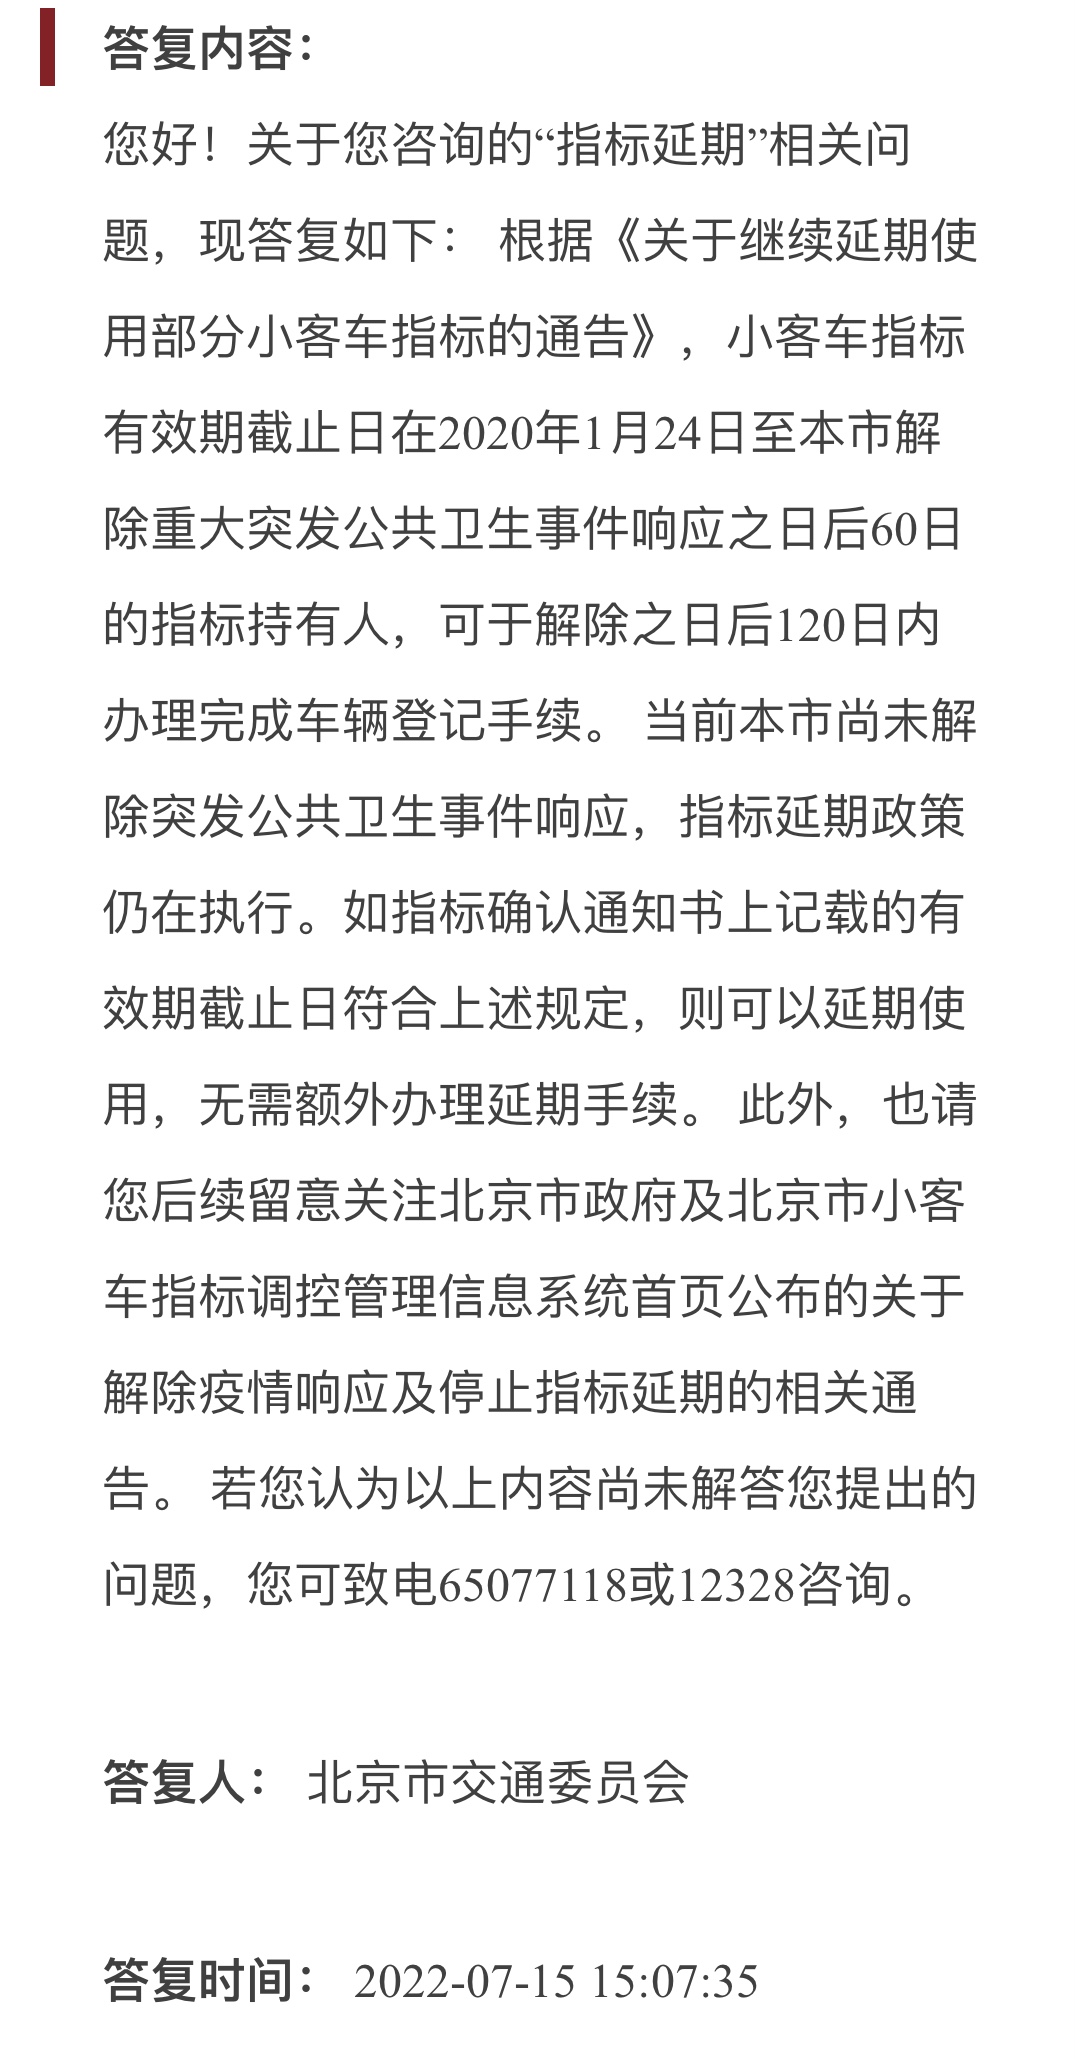 答复内容：
您好！关于您咨询的“指标延期”相关问
题，现答复如下： 根据《关于继续延期使
用部分小客车指标的通告》，小客车指标
有效期截止日在2020年1月24日至本市解
除重大突发公共卫生事件响应之日后60日
的指标持有人，可于解除之日后120日内
办理完成车辆登记手续。 当前本市尚未解
除突发公共卫生事件响应，指标延期政策
仍在执行。如指标确认通知书上记载的有
效期截止日符合上述规定，则可以延期使
用，无需额外办理延期手续。 此外，也请
您后续留意关注北京市政府及北京市小客
车指标调控管理信息系统首页公布的关于
解除疫情响应及停止指标延期的相关通
告。 若您认为以上内容尚未解答您提出的
问题，您可致电65077118或12328咨询。
答复人： 北京市交通委员会
答复时间： 2022-07-15 15:07:35